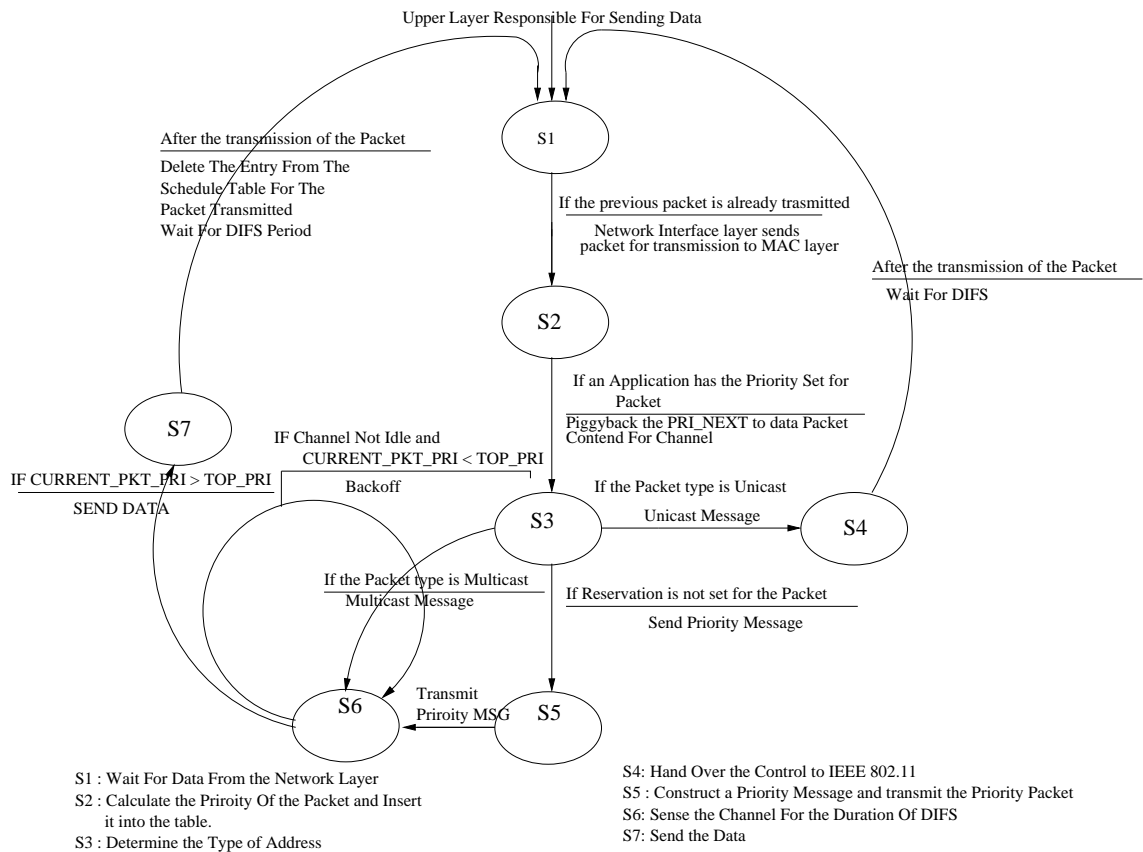 Upper Layer Responsible For Sending Data
S1
After the transmission of the Packet
Delete The Entry From The
Schedule Table For The
Packet Transmitted
Wait For DIFS Period
If the previous packet is already trasmitted
Network Interface layer sends
packet for transmission to MAC layer
After the transmission of the Packet
Wait For DIFS
S2
If an Application has the Priority Set for
Packet
Piggyback the PRI_NEXT to data Packet
Contend For Channel
S7
IF Channel Not Idle and
CURRENT_PKT_PRI < TOP_PRI
Backoff
IF CURRENT_PKT_PRI > TOP_PRI
SEND DATA
S3
If the Packet type is Unicast
Unicast Message
S4
If the Packet type is Multicast
Multicast Message
If Reservation is not set for the Packet
Send Priority Message
S6
Transmit
Priroity MSG
S5
S1 : Wait For Data From the Network Layer
S2 : Calculate the Priroity Of the Packet and Insert
it into the table.
S3 : Determine the Type of Address
S4: Hand Over the Control to IEEE 802.11
S5 : Construct a Priority Message and transmit the Priority Packet
S6: Sense the Channel For the Duration Of DIFS
S7: Send the Data